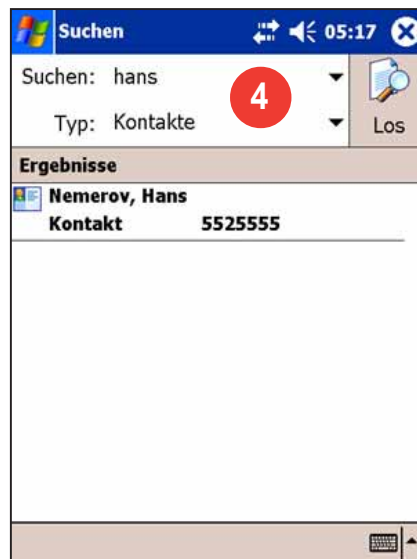 Suchen 05:17
Suchen: hans
4
Typ: Kontakte
Los
Ergebnisse
Nemerov, Hans
Kontakt 5525555